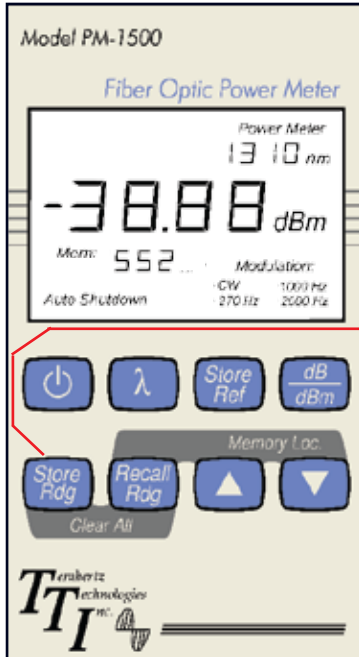 Model PM-1500
Fiber Optic Power Meter
Power Meter
1310 nm
-38.88 dBm
Mem: 552
Modulation:
CW 1000 Hz
Auto Shutdown 270 Hz 2000 Hz
λ
Store Ref
dB dBm
Memory Loc.
Store Rdg
Recall Rdg
Clear All
Terahertz
Technologies
Inc.